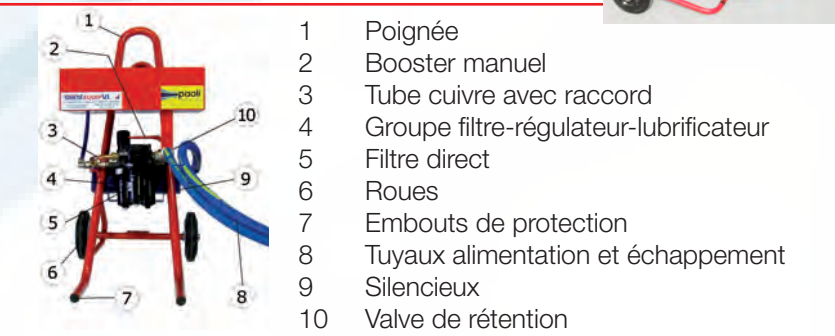 1 Poignée
2 Booster manuel
3 Tube cuivre avec raccord
4 Groupe filtre-régulateur-lubrificateur
5 Filtre direct
6 Roues
7 Embouts de protection
8 Tuyaux alimentation et échappement
9 Silencieux
10 Valve de rétention
1
2
paoli
3
10
4
9
5
6
7
8